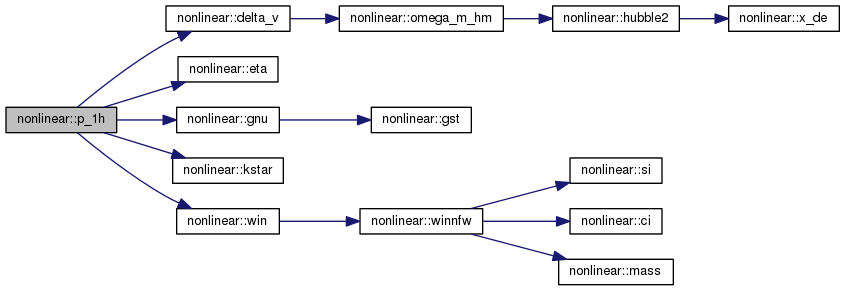 nonlinear::p_1h
nonlinear::delta_v
nonlinear::omega_m_hm
nonlinear::hubble2
nonlinear::x_de
nonlinear::eta
nonlinear::gnu
nonlinear::gst
nonlinear::kstar
nonlinear::win
nonlinear::winnfw
nonlinear::si
nonlinear::ci
nonlinear::mass